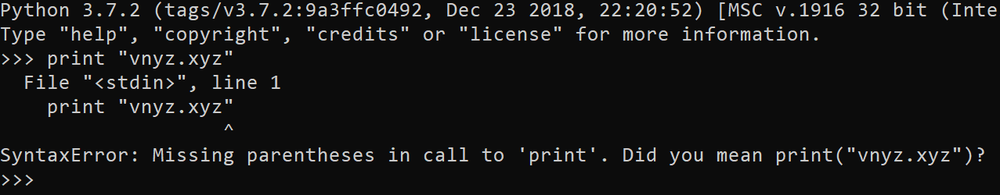 Python 3.7.2 (tags/v3.7.2:9a3ffc0492, Dec 23 2018, 22:20:52) [MSC v.1916 32 bit (Inte
Type "help", "copyright", "credits" or "license" for more information.
>>> print "vnyz.xyz"
  File "<stdin>", line 1
    print "vnyz.xyz"
                   ^
SyntaxError: Missing parentheses in call to 'print'. Did you mean print("vnyz.xyz")?
>>>